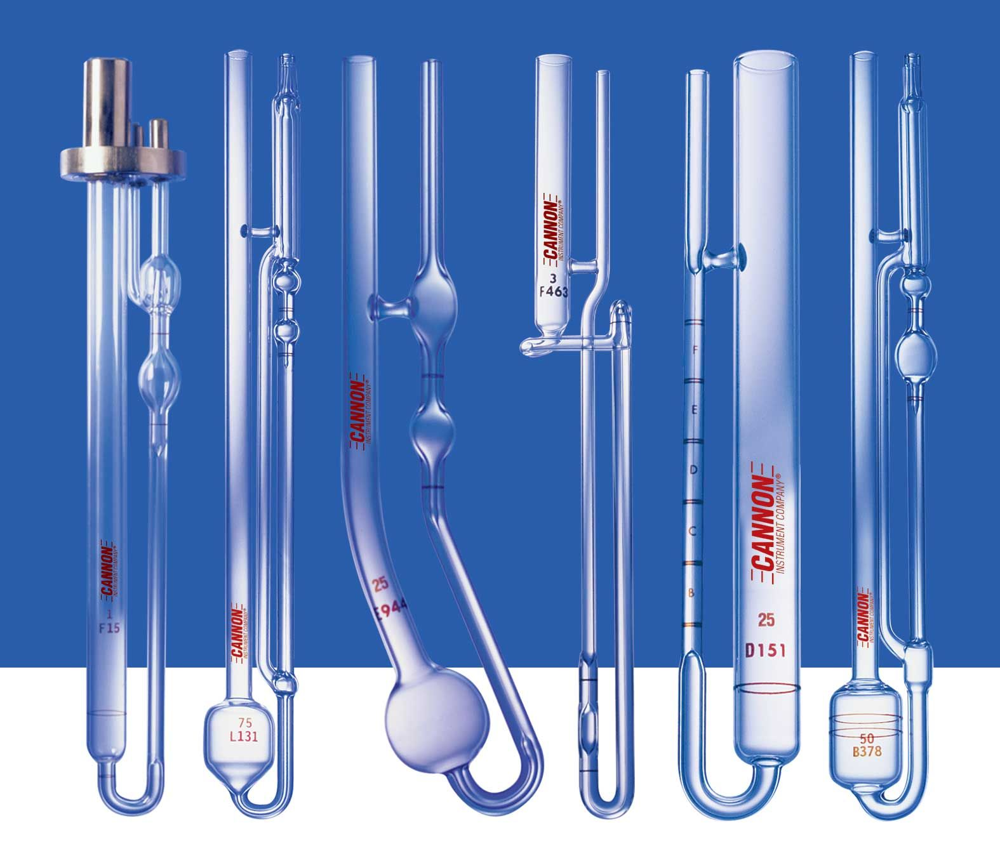 CANNON
INSTRUMENT COMPANY®
1
F15
CANNON
INSTRUMENT COMPANY®
75
L131
CANNON
INSTRUMENT COMPANY®
25
E944
CANNON
INSTRUMENT COMPANY®
3
F463
F
E
D
C
B
CANNON
INSTRUMENT COMPANY®
25
D151
CANNON
INSTRUMENT COMPANY®
50
B378